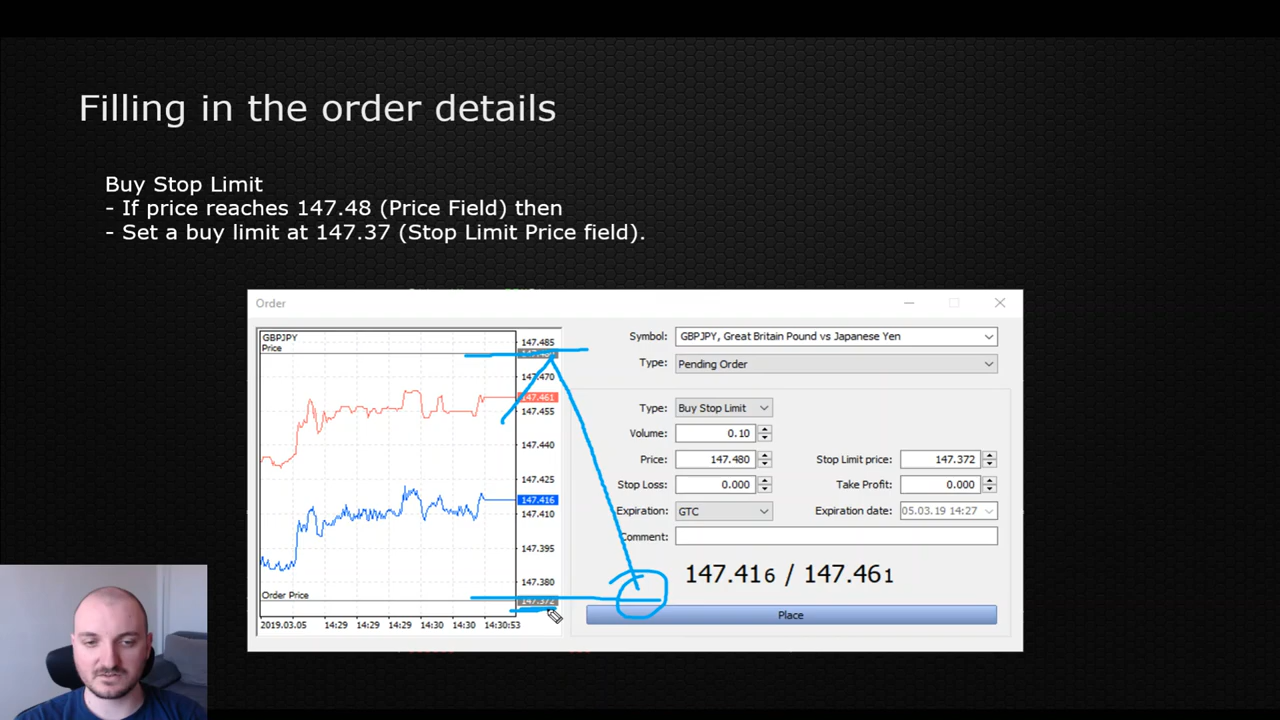 Filling in the order details
Buy Stop Limit
- If price reaches 147.48 (Price Field) then
- Set a buy limit at 147.37 (Stop Limit Price field).
Order
GBPJPY
Price
147.485
147.470
147.461
147.455
147.440
147.425
147.416
147.410
147.395
147.380
147.372
Order Price
2019.03.05 14:29 14:29 14:30 14:30 14:30:53
Symbol: GBPJPY, Great Britain Pound vs Japanese Yen
Type: Pending Order
Type: Buy Stop Limit
Volume: 0.10
Price: 147.480 Stop Limit price: 147.372
Stop Loss: 0.000 Take Profit: 0.000
Expiration: GTC Expiration date: 05.03.19 14:27
Comment:
147.416 / 147.461
Place